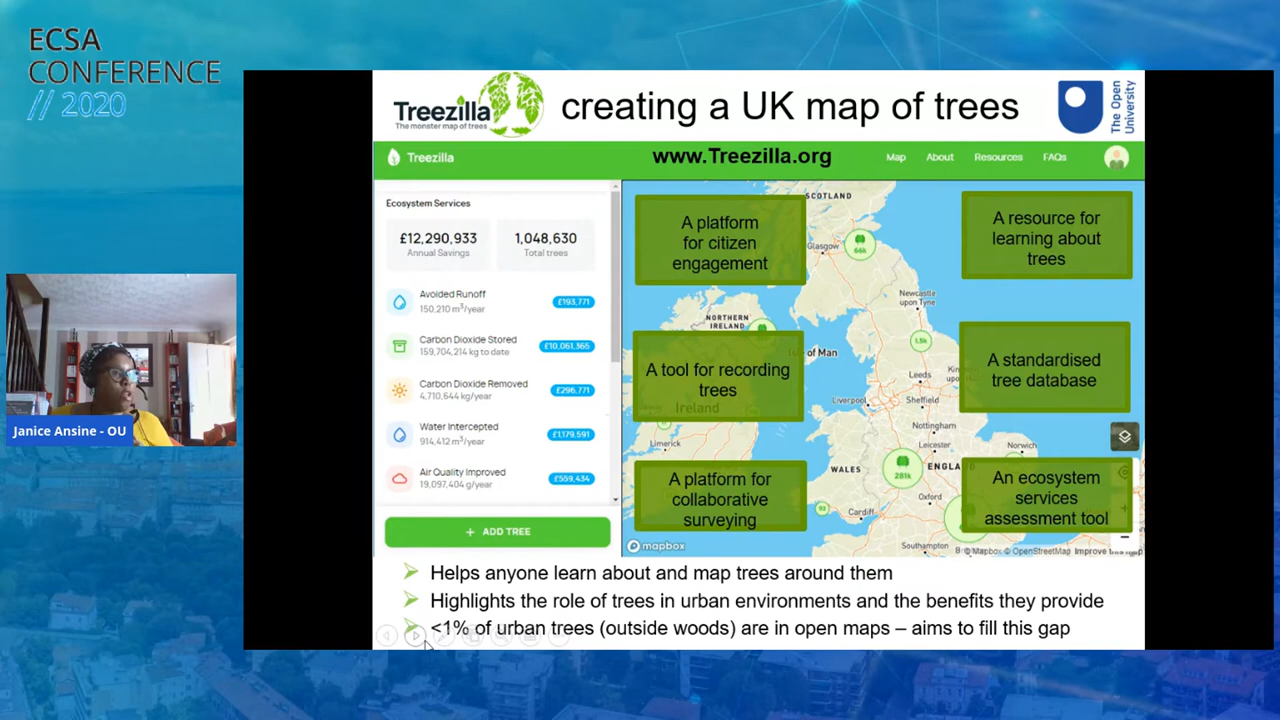 ECSA
CONFERENCE
// 2020
Janice Ansine - OU
Treezilla
The monster map of trees
creating a UK map of trees
The Open
University
Treezilla
www.Treezilla.org
Map
About
Resources
FAQs
Ecosystem Services
£12,290,933
Annual Savings
1,048,630
Total trees
Avoided Runoff
150,210 m³/year
£193,771
Carbon Dioxide Stored
159,704,214 kg to date
£10,061,365
Carbon Dioxide Removed
4,710,644 kg/year
£296,771
Water Intercepted
914,412 m³/year
£1,179,591
Air Quality Improved
19,097,404 g/year
£559,434
+ ADD TREE
A platform
for citizen
engagement
A tool for recording
trees
A platform for
collaborative
surveying
A resource for
learning about
trees
A standardised
tree database
An ecosystem
services
assessment tool
SCOTLAND
Glasgow
66k
Newcastle
upon Tyne
NORTHERN
IRELAND
of Man
1.5k
Leeds
Liverpool
Sheffield
Ireland
Limerick
Nottingham
Leicester
Norwich
WALES
281k
Oxford
93
Cardiff
Southampton
mapbox
© Mapbox © OpenStreetMap Improve this map
Helps anyone learn about and map trees around them
Highlights the role of trees in urban environments and the benefits they provide
<1% of urban trees (outside woods) are in open maps – aims to fill this gap